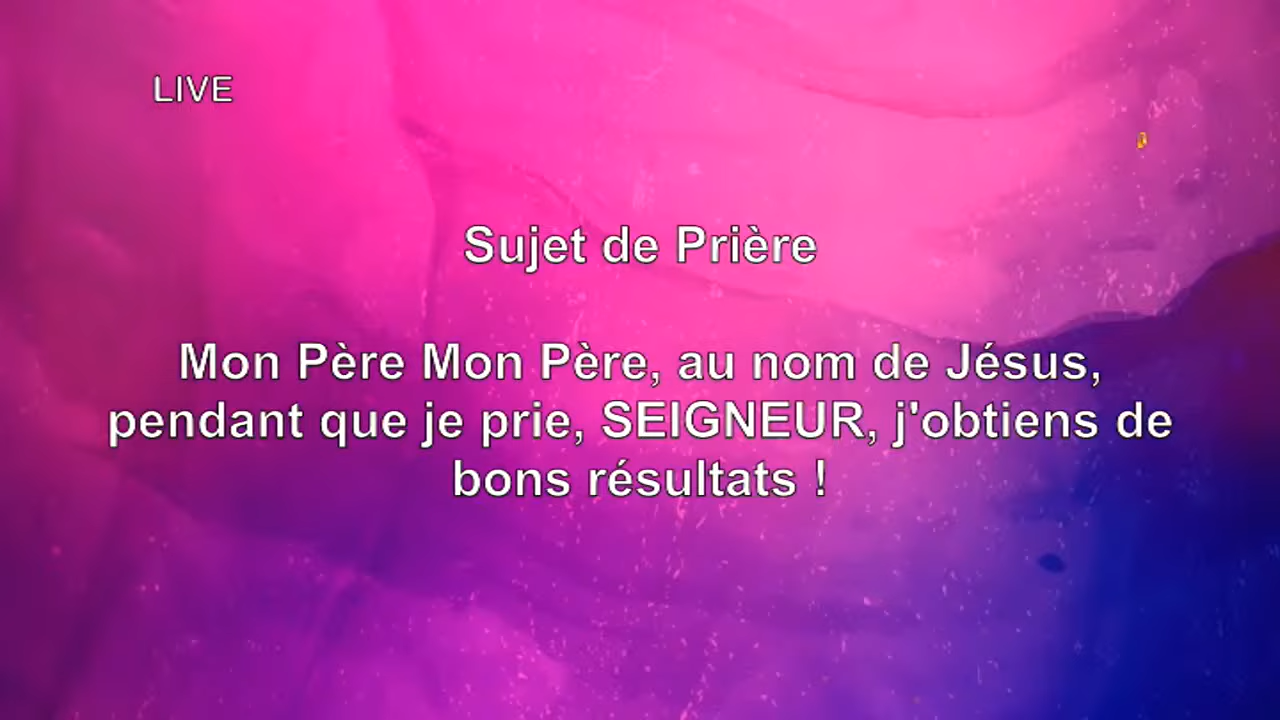 LIVE
Sujet de Prière
Mon Père Mon Père, au nom de Jésus,
pendant que je prie, SEIGNEUR, j'obtiens de
bons résultats !